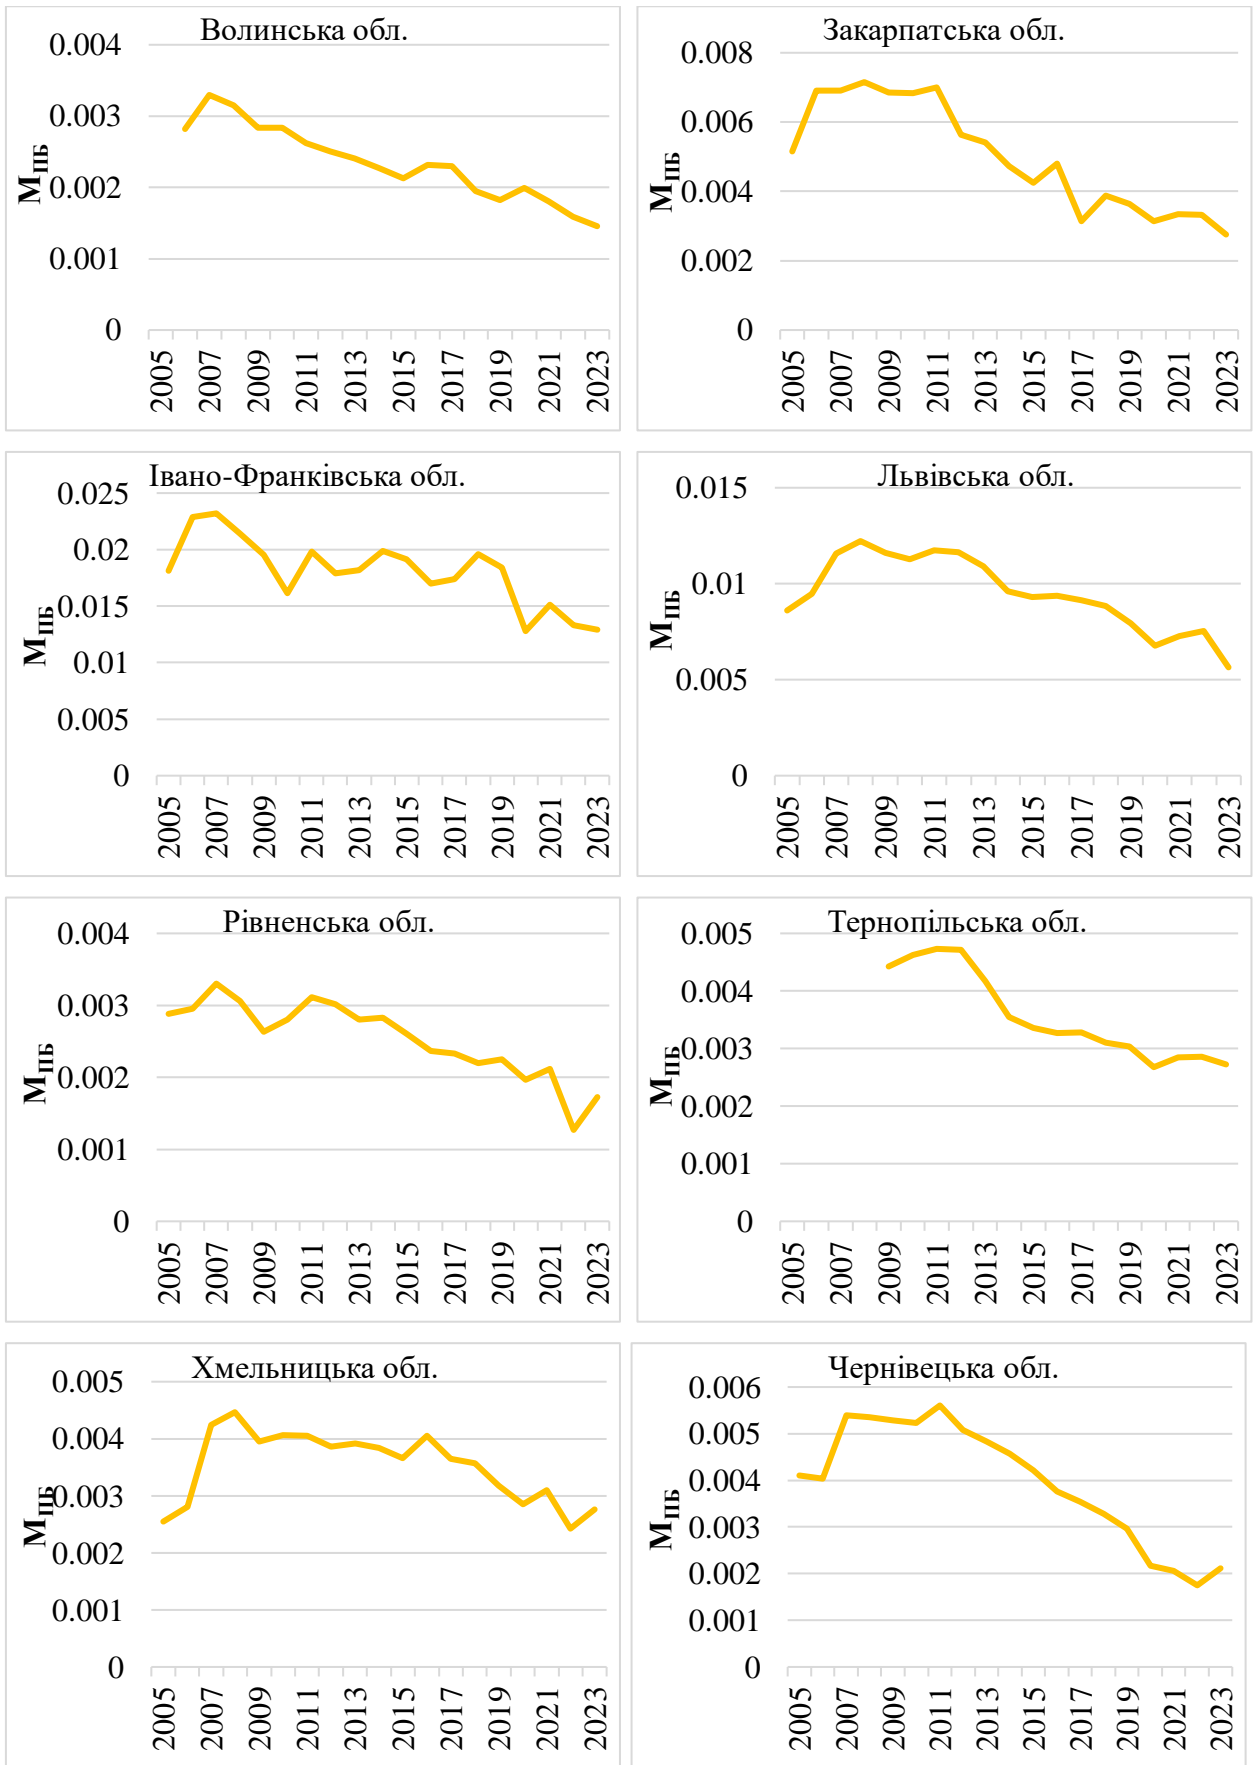 Волинська обл.
0.004
0.003
0.002
0.001
0
МПБ
2005 2007 2009 2011 2013 2015 2017 2019 2021 2023
Закарпатська обл.
0.008
0.006
0.004
0.002
0
МПБ
2005 2007 2009 2011 2013 2015 2017 2019 2021 2023
Івано-Франківська обл.
0.025
0.02
0.015
0.01
0.005
0
МПБ
2005 2007 2009 2011 2013 2015 2017 2019 2021 2023
Львівська обл.
0.015
0.01
0.005
0
МПБ
2005 2007 2009 2011 2013 2015 2017 2019 2021 2023
Рівненська обл.
0.004
0.003
0.002
0.001
0
МПБ
2005 2007 2009 2011 2013 2015 2017 2019 2021 2023
Тернопільська обл.
0.005
0.004
0.003
0.002
0.001
0
МПБ
2005 2007 2009 2011 2013 2015 2017 2019 2021 2023
Хмельницька обл.
0.005
0.004
0.003
0.002
0.001
0
МПБ
2005 2007 2009 2011 2013 2015 2017 2019 2021 2023
Чернівецька обл.
0.006
0.005
0.004
0.003
0.002
0.001
0
МПБ
2005 2007 2009 2011 2013 2015 2017 2019 2021 2023